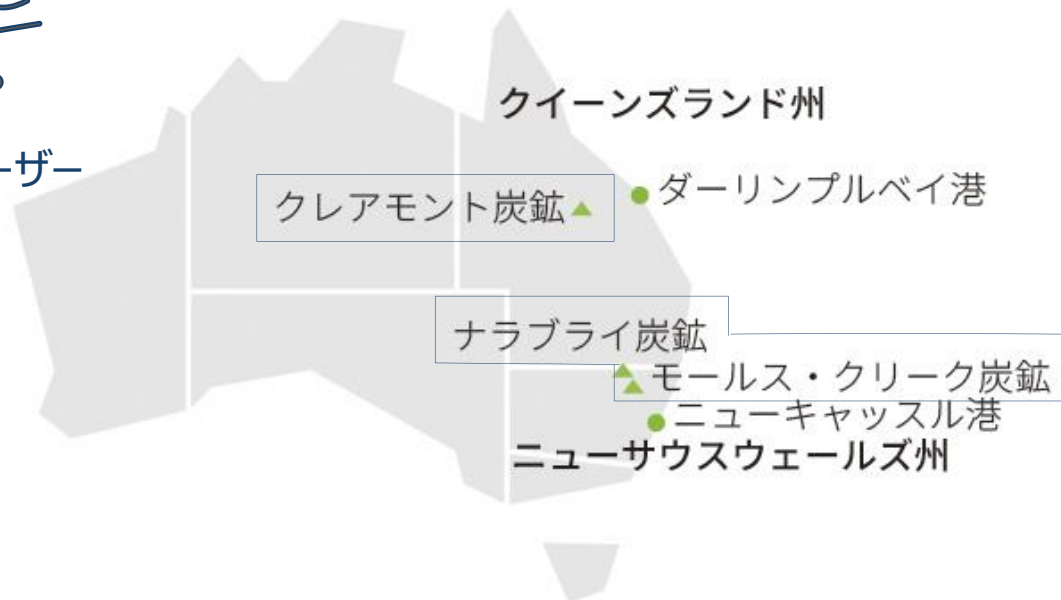 ーザー
クイーンズランド州
ダーリンプルベイ港
クレアモント炭鉱
ナラブライ炭鉱
モールス・クリーク炭鉱
ニューキャッスル港
ニューサウスウェールズ州